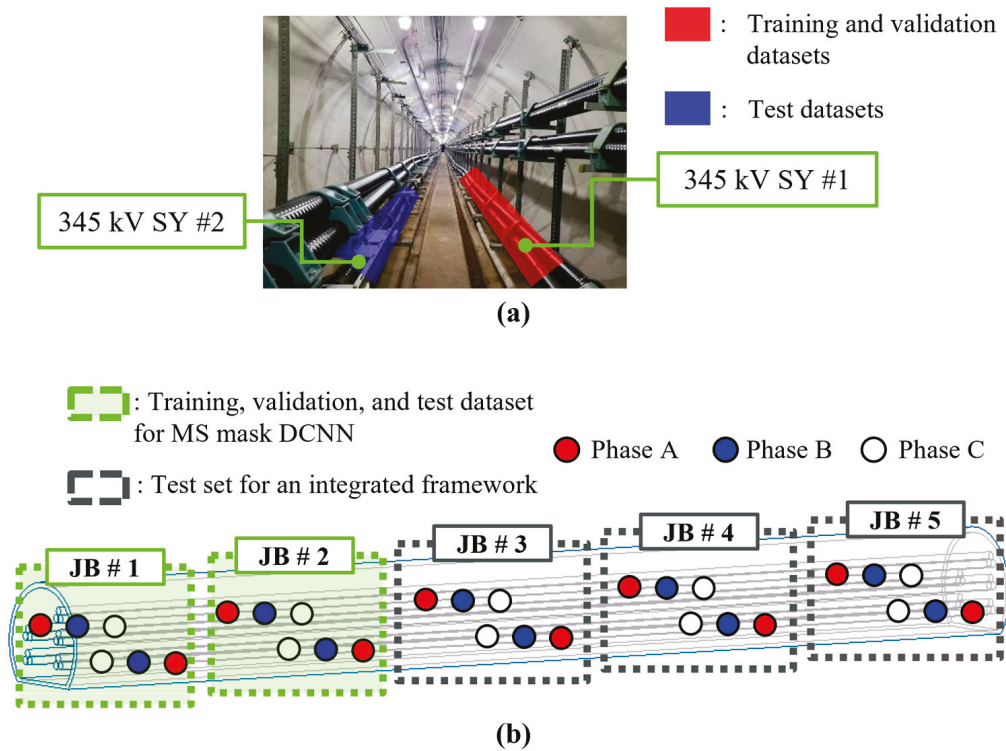 : Training and validation
datasets
: Test datasets
345 kV SY #1
345 kV SY #2
(a)
: Training, validation, and test dataset
for MS mask DCNN
Phase A
Phase B
Phase C
: Test set for an integrated framework
JB # 1
JB # 2
JB # 3
JB # 4
JB # 5
(b)